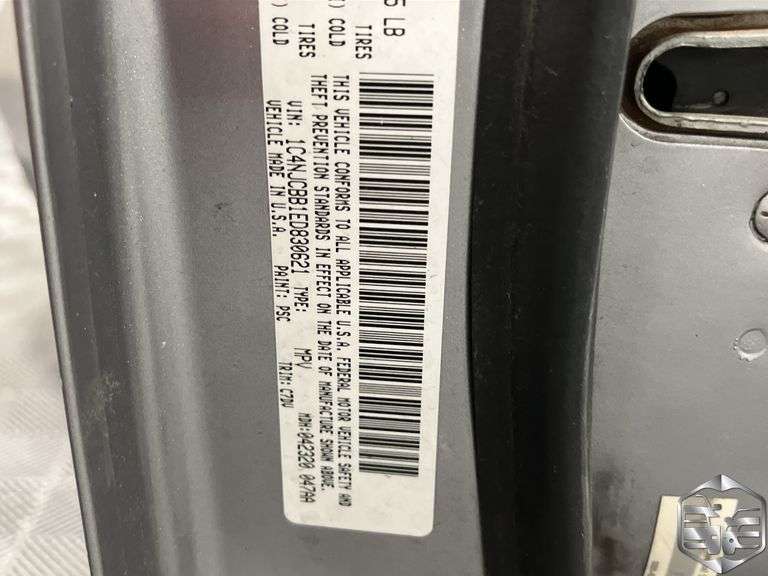 5 LB
TIRES
) COLD
TIRES
) COLD
THIS VEHICLE CONFORMS TO ALL APPLICABLE U.S.A. FEDERAL MOTOR VEHICLE SAFETY AND
THEFT PREVENTION STANDARDS IN EFFECT ON THE DATE OF MANUFACTURE SHOWN ABOVE.
VIN: 1C4NJCBB1ED830621 TYPE: MPV MDH:042320 047AA
VEHICLE MADE IN U.S.A. PAINT: PSC TRIM: C7DV